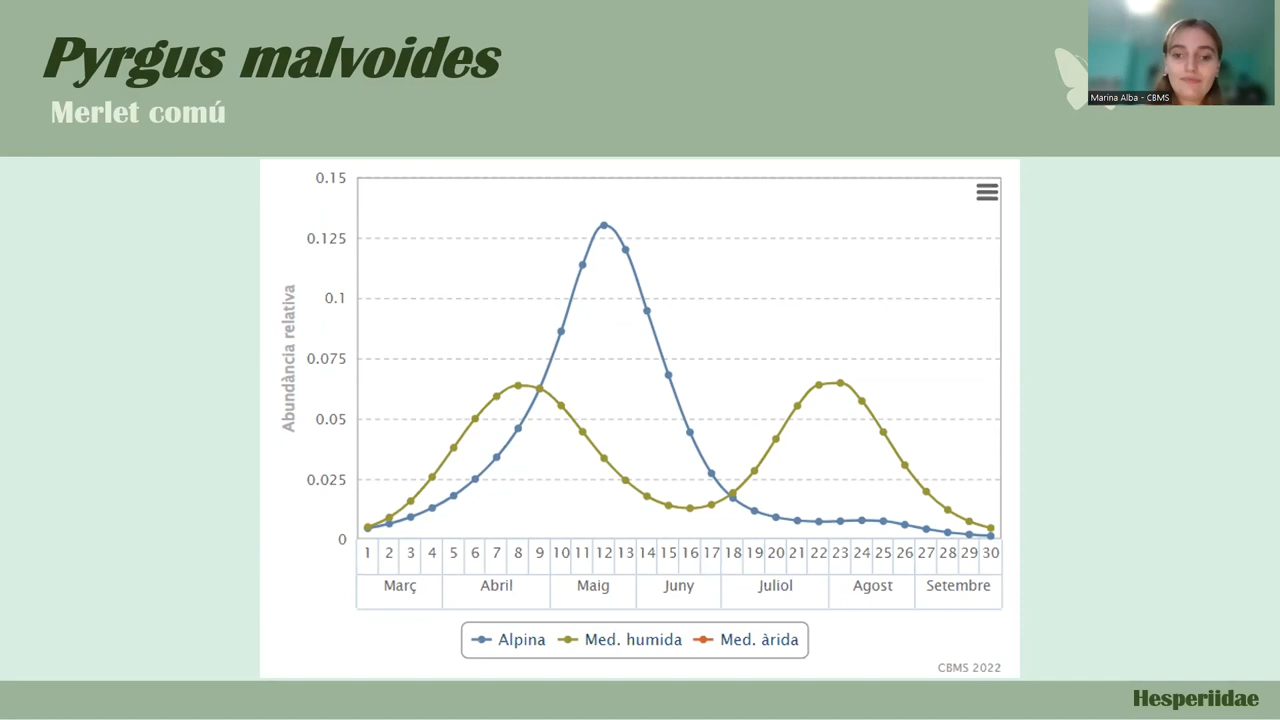 Pyrgus malvoides
Merlet comú
Marina Alba - CBMS
0.15
0.125
0.1
0.075
0.05
0.025
0
Abundància relativa
1 2 3 4 5 6 7 8 9 10 11 12 13 14 15 16 17 18 19 20 21 22 23 24 25 26 27 28 29 30
Març Abril Maig Juny Juliol Agost Setembre
Alpina Med. humida Med. àrida
CBMS 2022
Hesperiidae